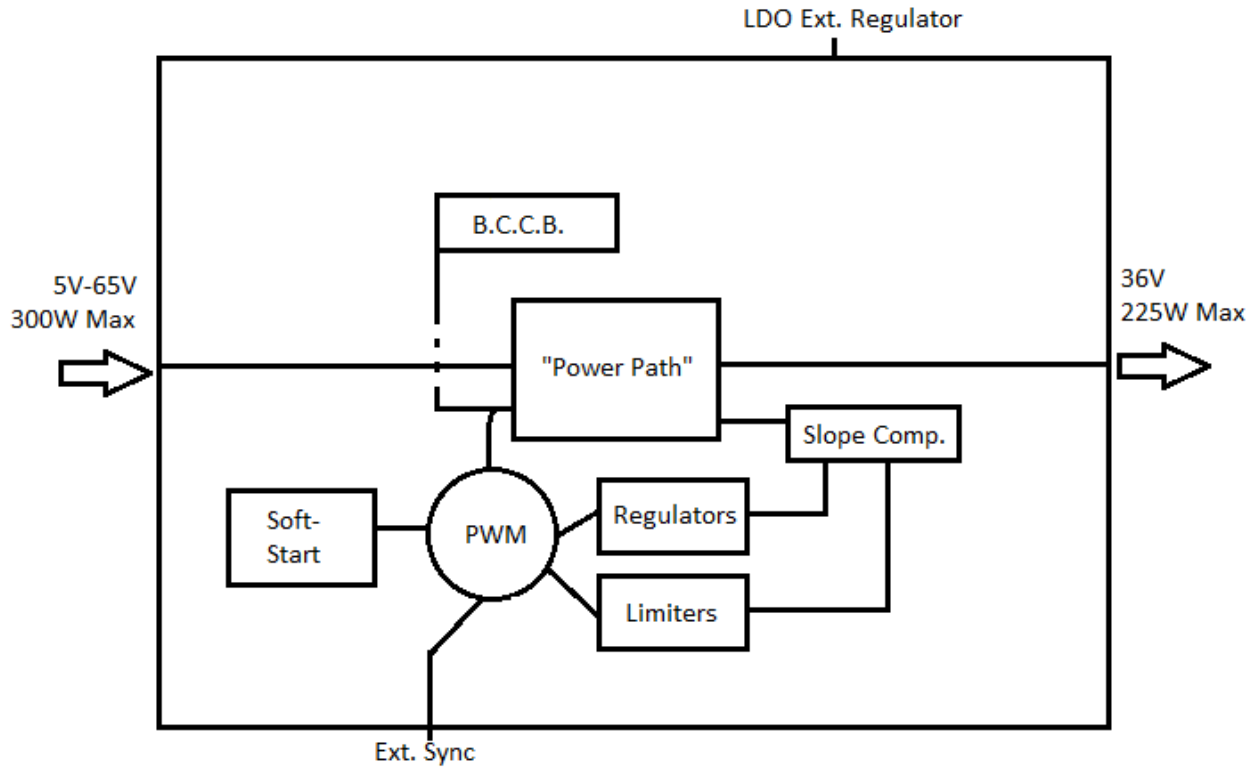 LDO Ext. Regulator
B.C.C.B.
5V-65V
300W Max
36V
225W Max
"Power Path"
Slope Comp.
Soft-
Start
PWM
Regulators
Limiters
Ext. Sync